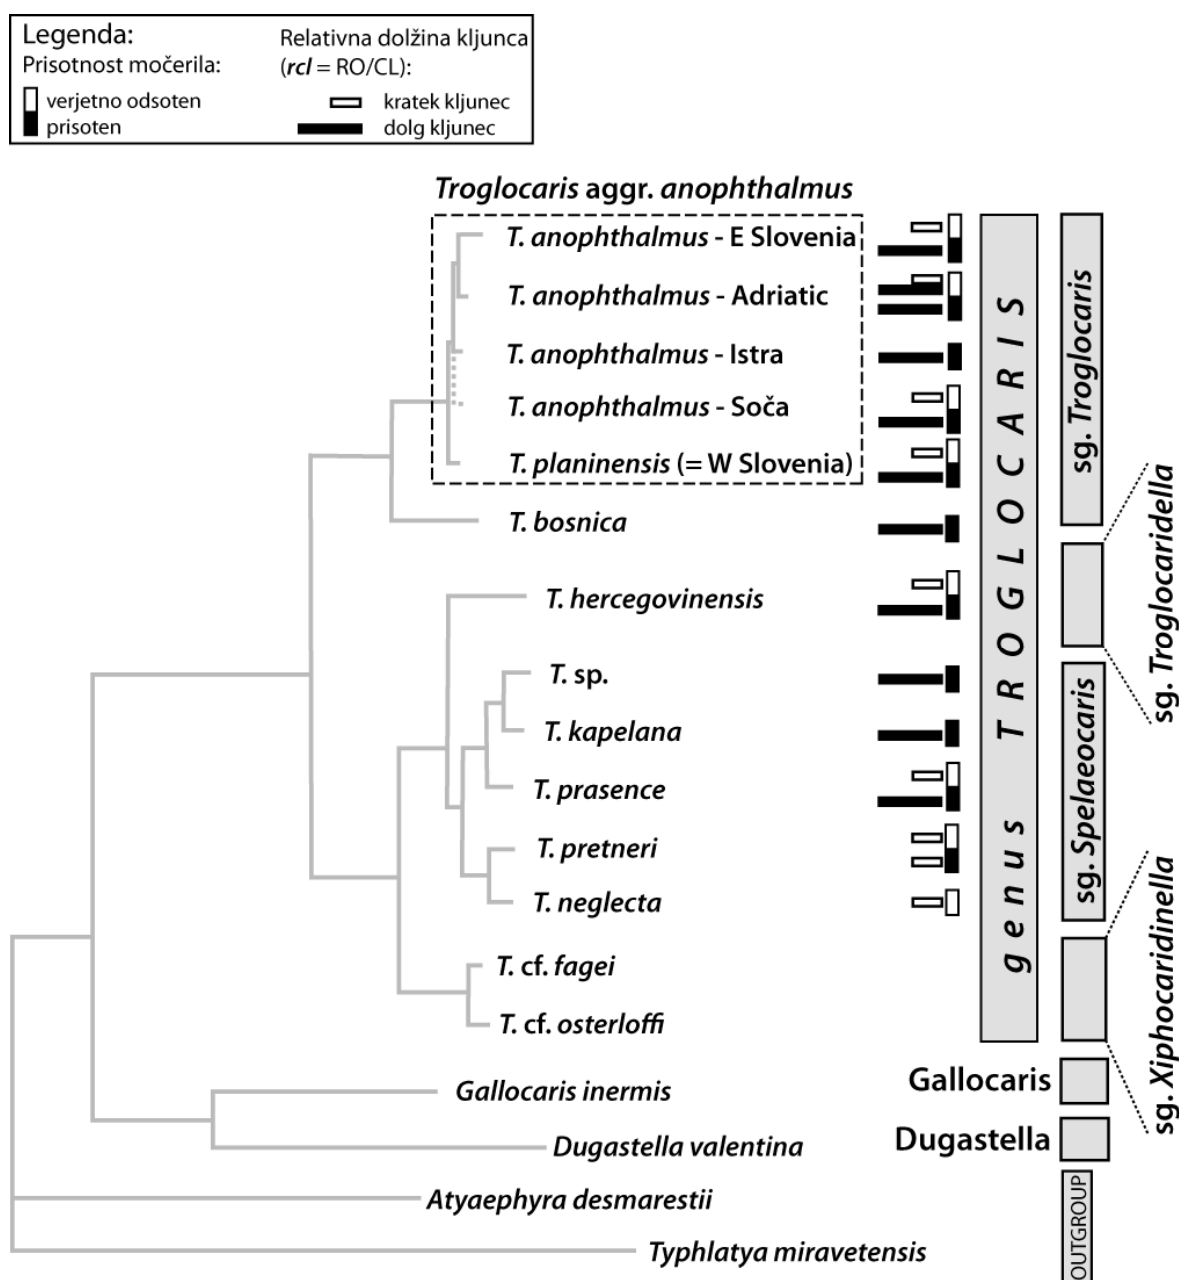 Legenda:
Prisotnost močerila:
verjetno odsoten
prisoten
Relativna dolžina kljunca
(rcl = RO/CL):
kratek kljunec
dolg kljunec
Troglocaris aggr. anophthalmus
T. anophthalmus - E Slovenia
T. anophthalmus - Adriatic
T. anophthalmus - Istra
T. anophthalmus - Soča
T. planinensis (= W Slovenia)
T. bosnica
T. hercegovinensis
T. sp.
T. kapelana
T. prasence
T. pretneri
T. neglecta
T. cf. fagei
T. cf. osterloffi
Gallocaris inermis
Dugastella valentina
Atyaephyra desmarestii
Typhlatya miravetensis
genus TROGLOCARIS
sg. Troglocaris
sg. Troglocaridella
sg. Spelaeocaris
sg. Xiphocaridinella
Gallocaris
Dugastella
OUTGROUP